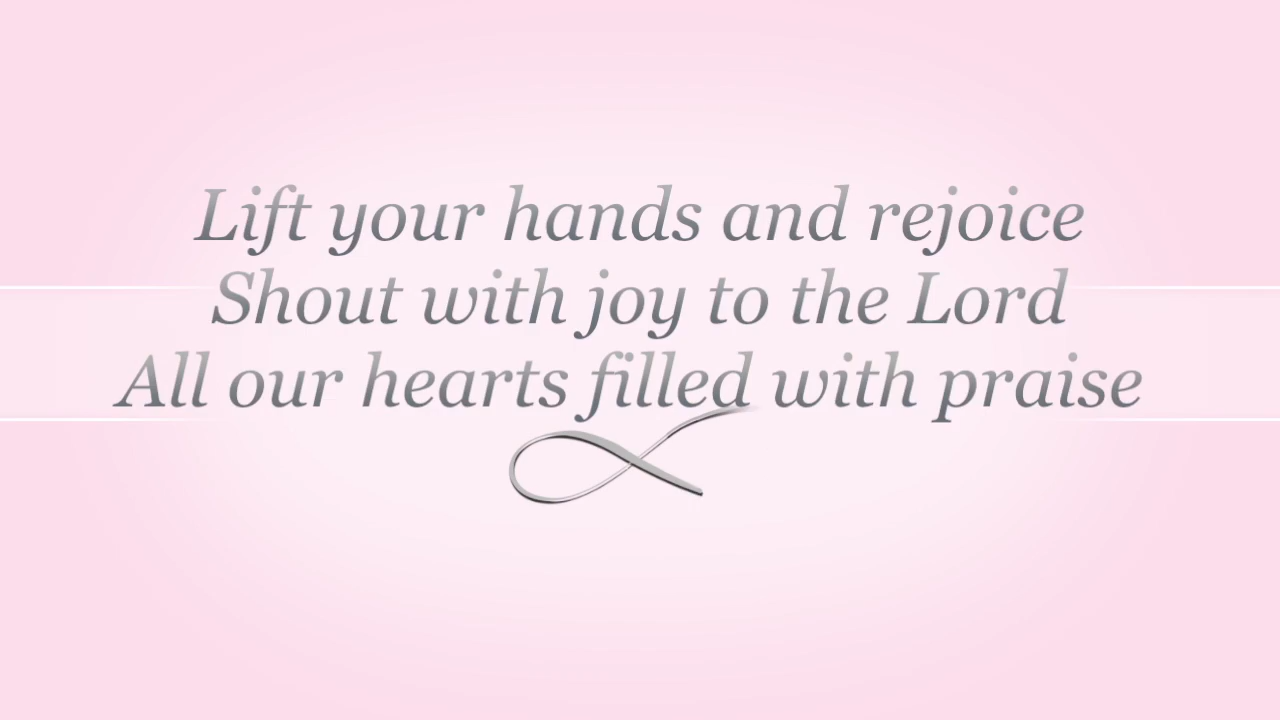 Lift your hands and rejoice
Shout with joy to the Lord
All our hearts filled with praise